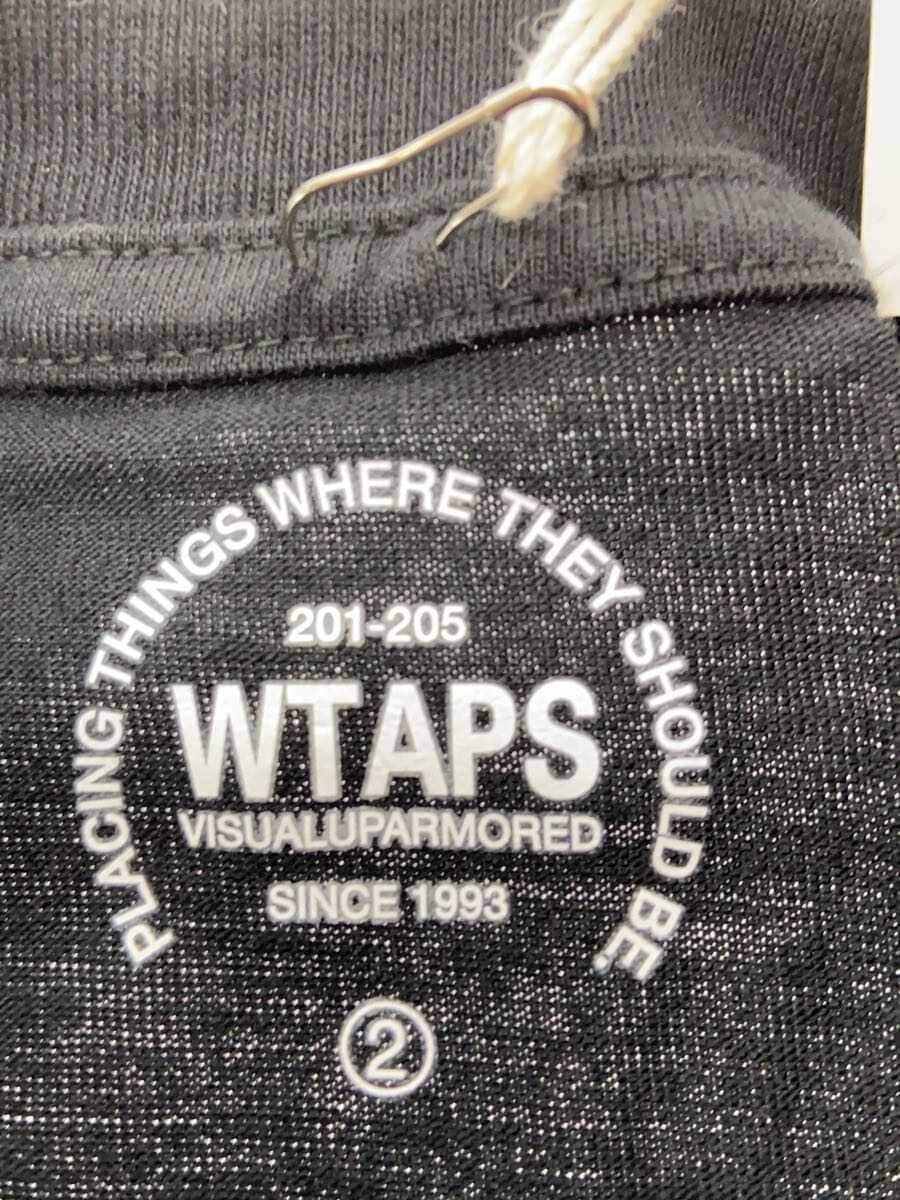 PLACING THINGS WHERE THEY SHOULD BE.
201-205
WTAPS
VISUALUPARMORED
SINCE 1993
2